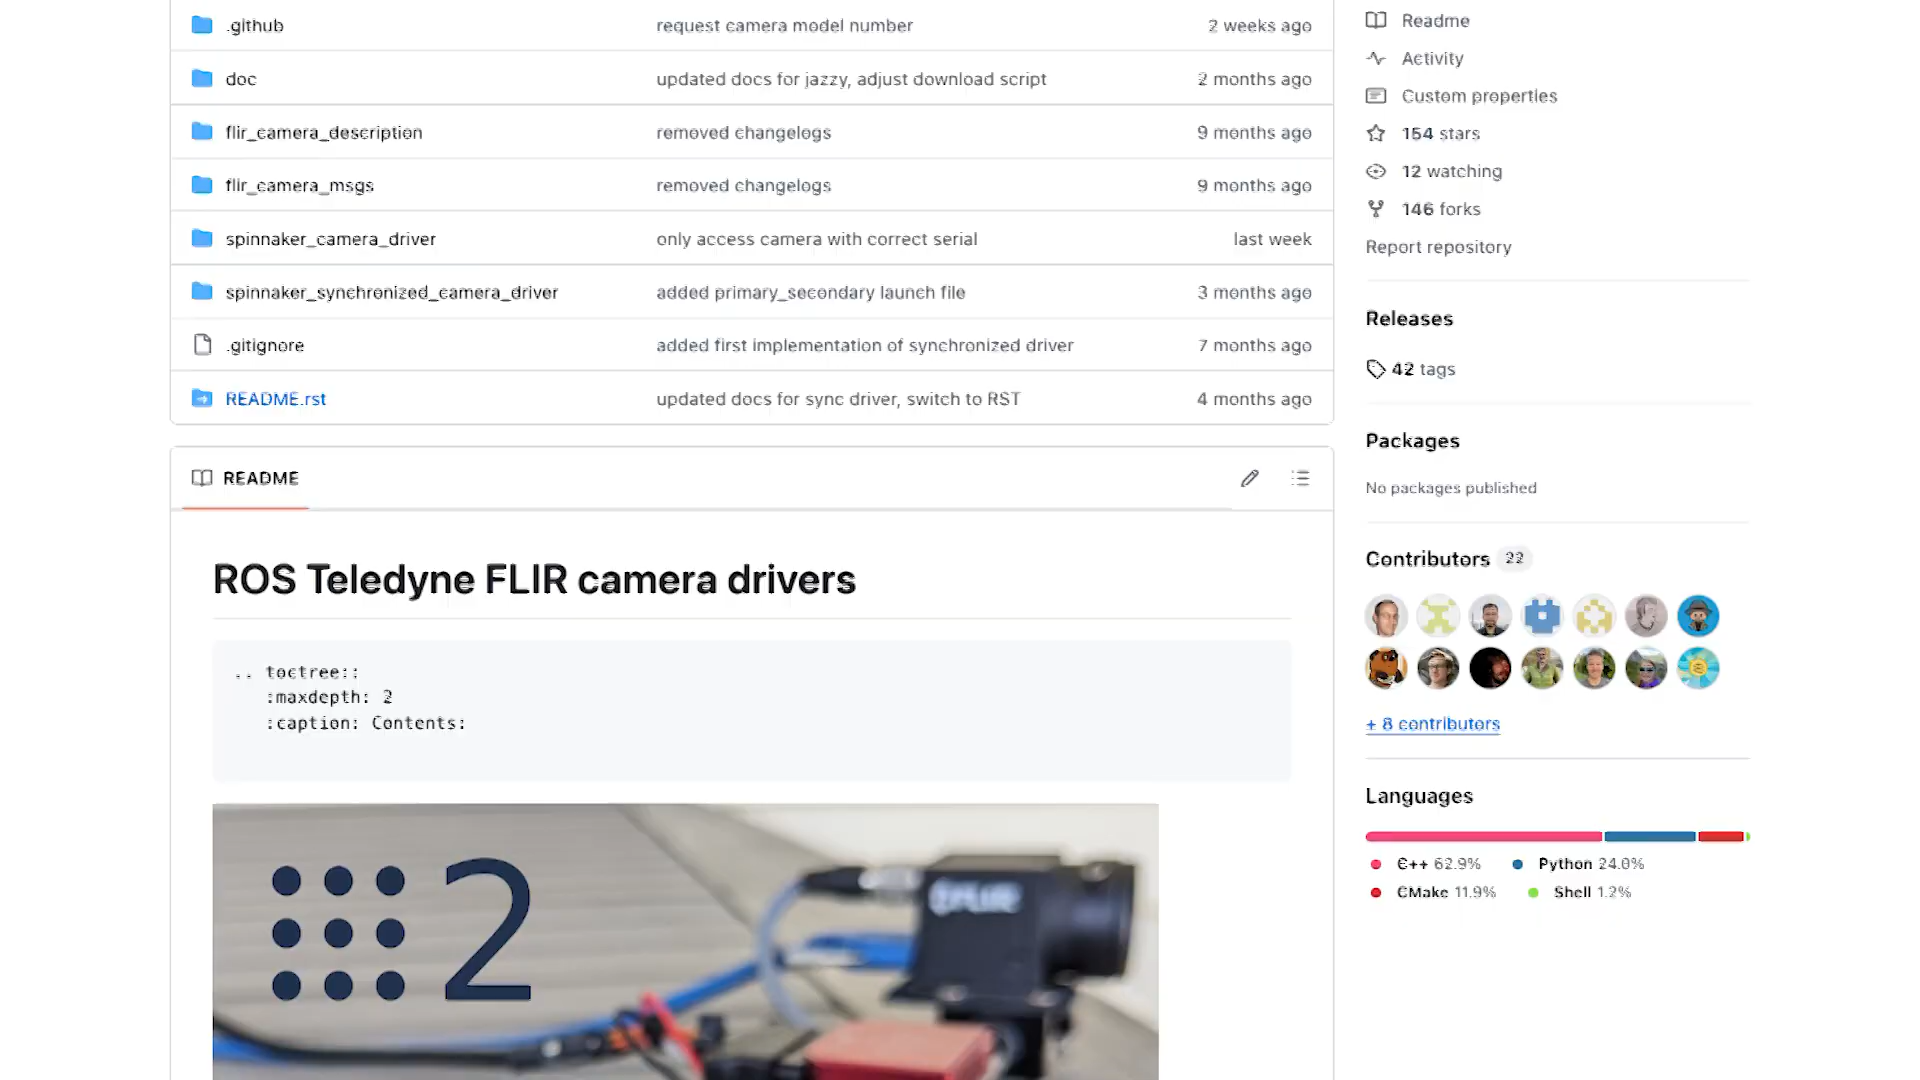 .github request camera model number 2 weeks ago
doc updated docs for jazzy, adjust download script 2 months ago
flir_camera_description removed changelogs 9 months ago
flir_camera_msgs removed changelogs 9 months ago
spinnaker_camera_driver only access camera with correct serial last week
spinnaker_synchronized_camera_driver added primary_secondary launch file 3 months ago
.gitignore added first implementation of synchronized driver 7 months ago
README.rst updated docs for sync driver, switch to RST 4 months ago
README
ROS Teledyne FLIR camera drivers
.. toctree::
:maxdepth: 2
:caption: Contents:
2
FLIR
Readme
Activity
Custom properties
154 stars
12 watching
146 forks
Report repository
Releases
42 tags
Packages
No packages published
Contributors 22
+ 8 contributors
Languages
C++ 62.9% Python 24.0%
CMake 11.9% Shell 1.2%